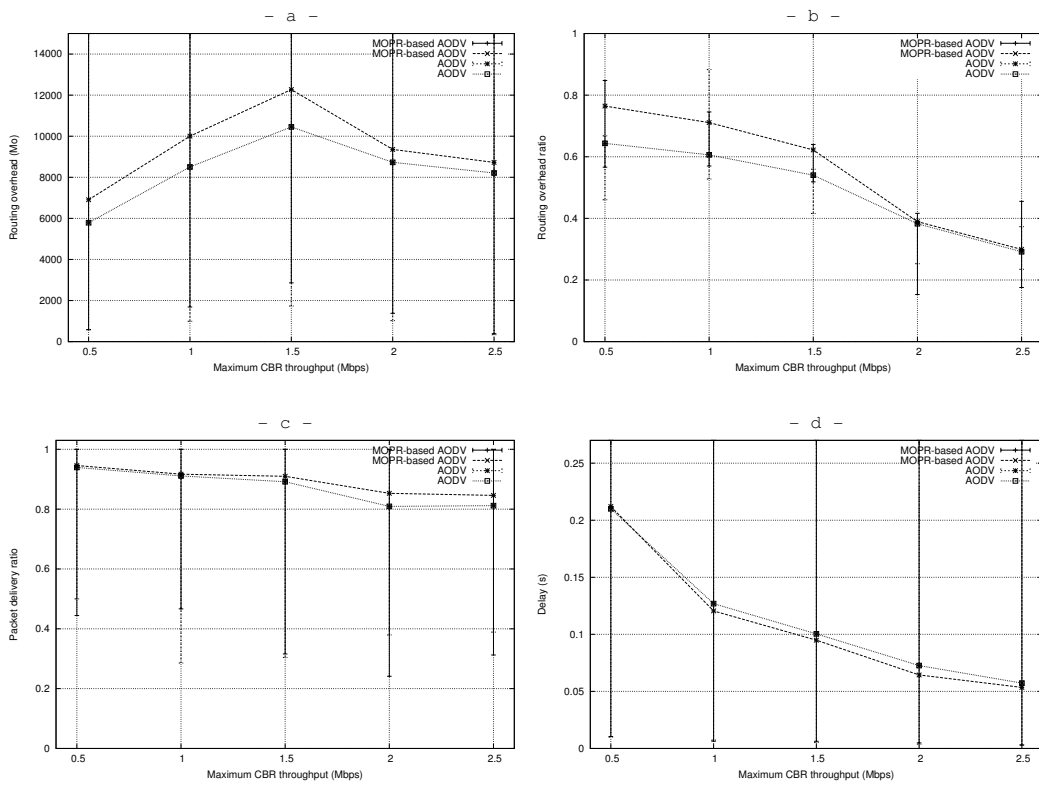 - a -
MOPR-based AODV
MOPR-based AODV
AODV
AODV
14000
12000
10000
8000
6000
4000
2000
0
Routing overhead (Mo)
0.5 1 1.5 2 2.5
Maximum CBR throughput (Mbps)
- b -
MOPR-based AODV
MOPR-based AODV
AODV
AODV
1
0.8
0.6
0.4
0.2
0
Routing overhead ratio
0.5 1 1.5 2 2.5
Maximum CBR throughput (Mbps)
- c -
MOPR-based AODV
MOPR-based AODV
AODV
AODV
1
0.8
0.6
0.4
0.2
0
Packet delivery ratio
0.5 1 1.5 2 2.5
Maximum CBR throughput (Mbps)
- d -
MOPR-based AODV
MOPR-based AODV
AODV
AODV
0.25
0.2
0.15
0.1
0.05
0
Delay (s)
0.5 1 1.5 2 2.5
Maximum CBR throughput (Mbps)